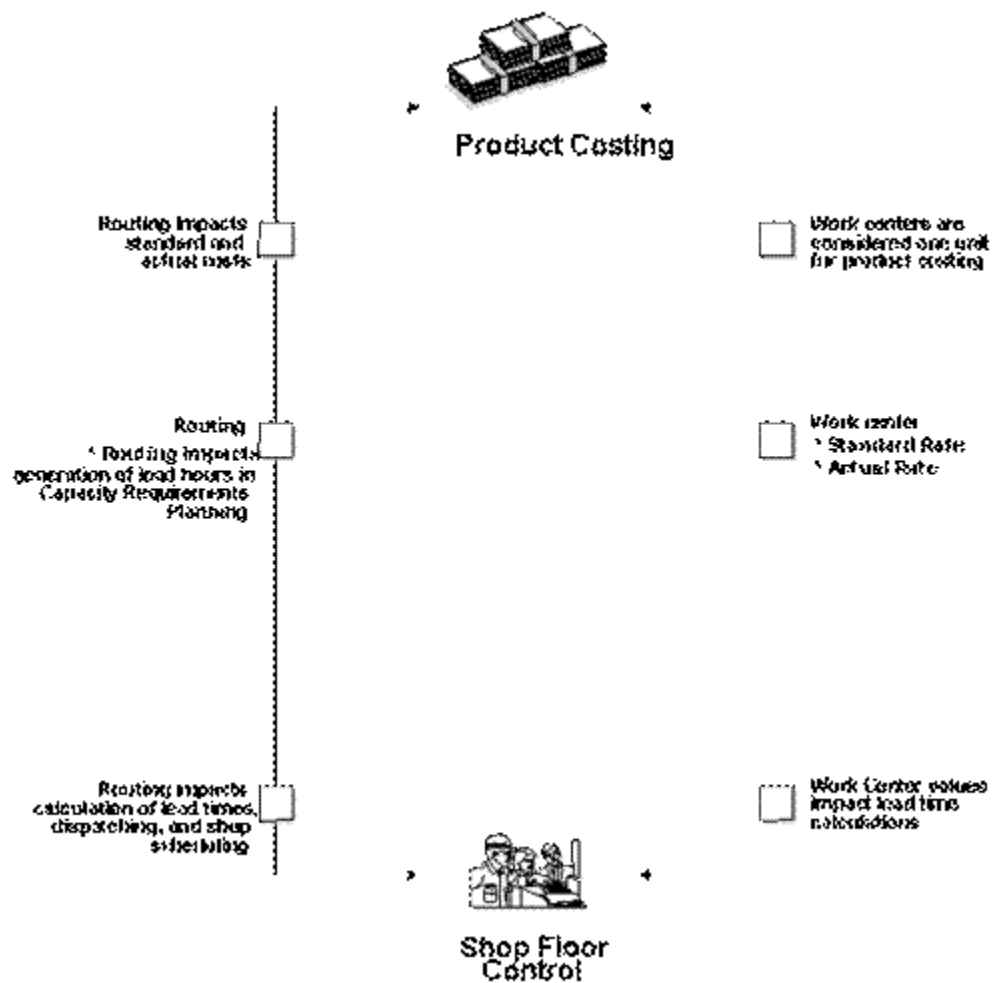 Product Costing
Routing impacts
standard and
actual costs
Work centers are
considered one unit
for product costing
Routing
* Routing impacts
generation of load hours in
Capacity Requirements
Planning
Work center
* Standard Rate
* Actual Rate
Routing impacts
calculation of lead times,
dispatching, and shop
scheduling
Work Center values
impact lead time
calculations
Shop Floor
Control